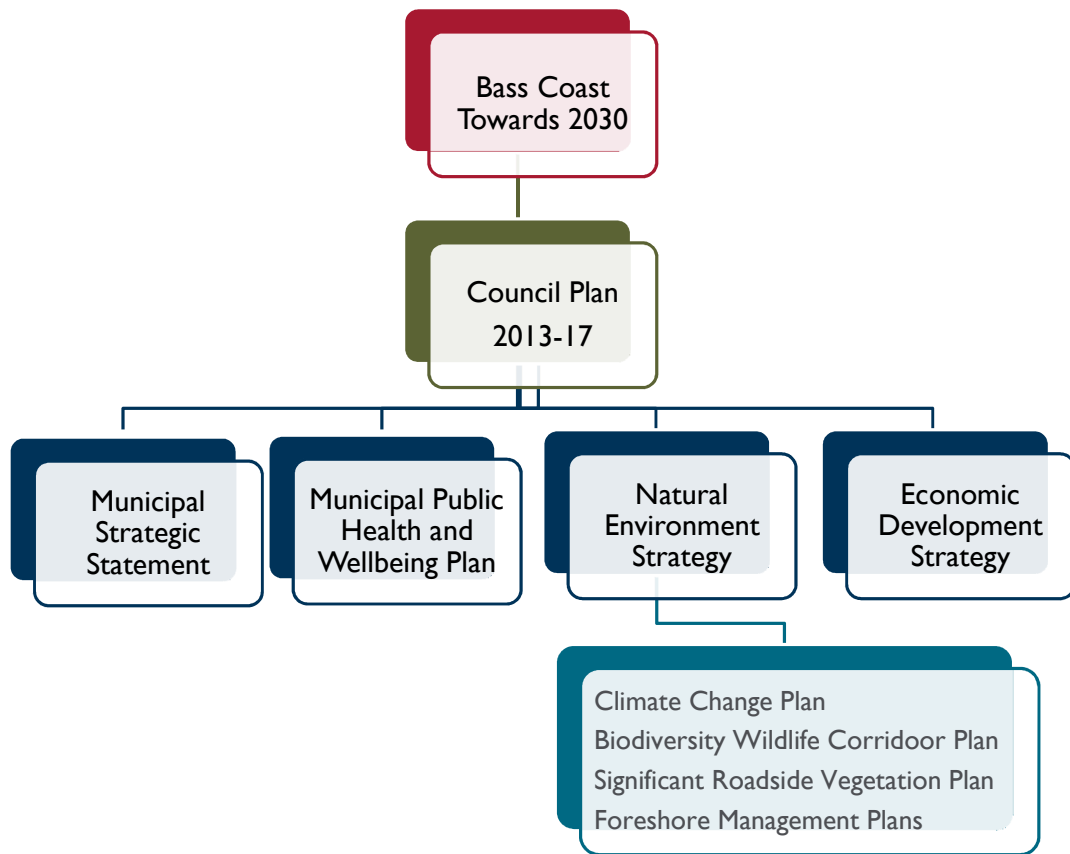 Bass Coast
Towards 2030
Council Plan
2013-17
Municipal
Strategic
Statement
Municipal Public
Health and
Wellbeing Plan
Natural
Environment
Strategy
Economic
Development
Strategy
Climate Change Plan
Biodiversity Wildlife Corridoor Plan
Significant Roadside Vegetation Plan
Foreshore Management Plans